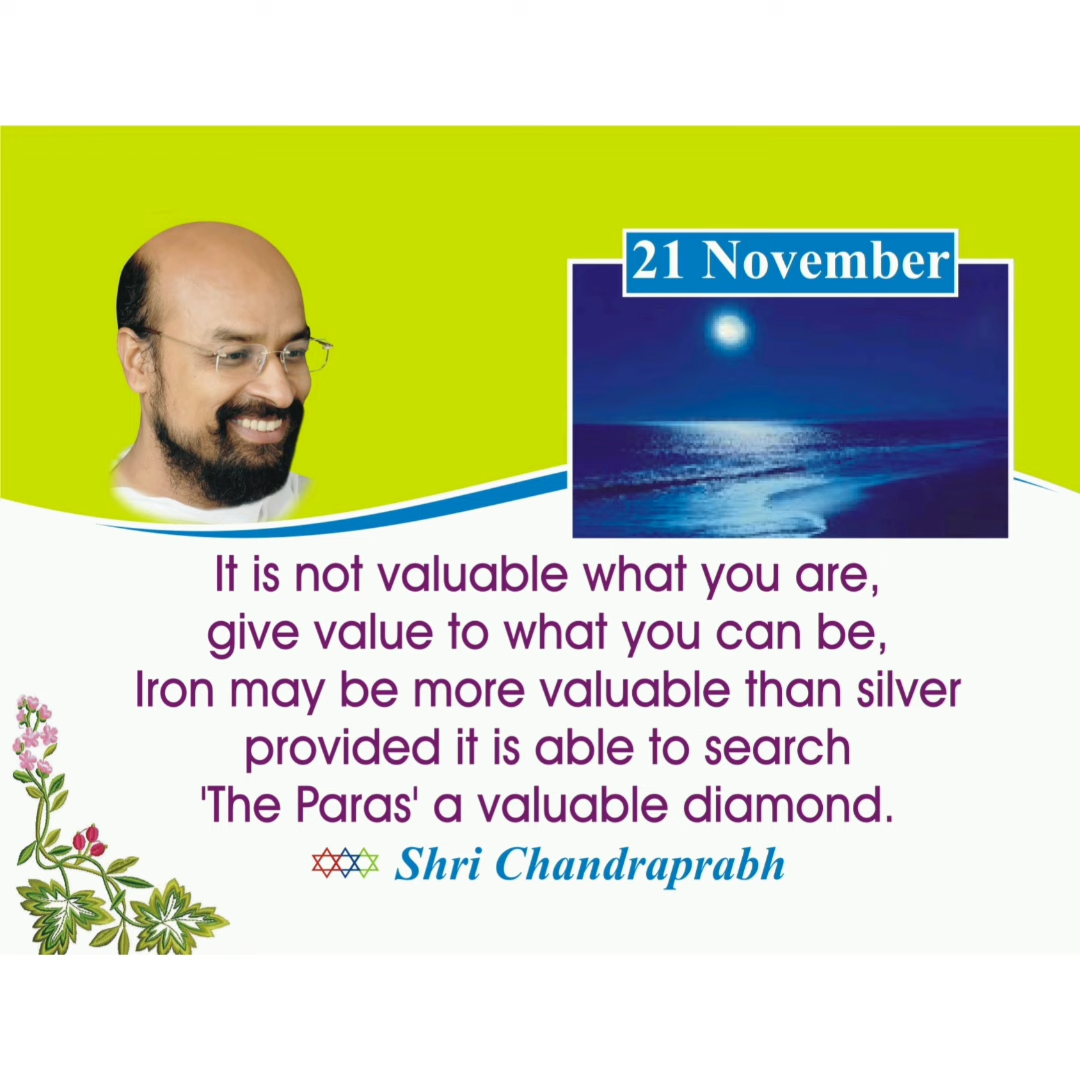 21 November
It is not valuable what you are,
give value to what you can be,
Iron may be more valuable than silver
provided it is able to search
'The Paras' a valuable diamond.
Shri Chandraprabh